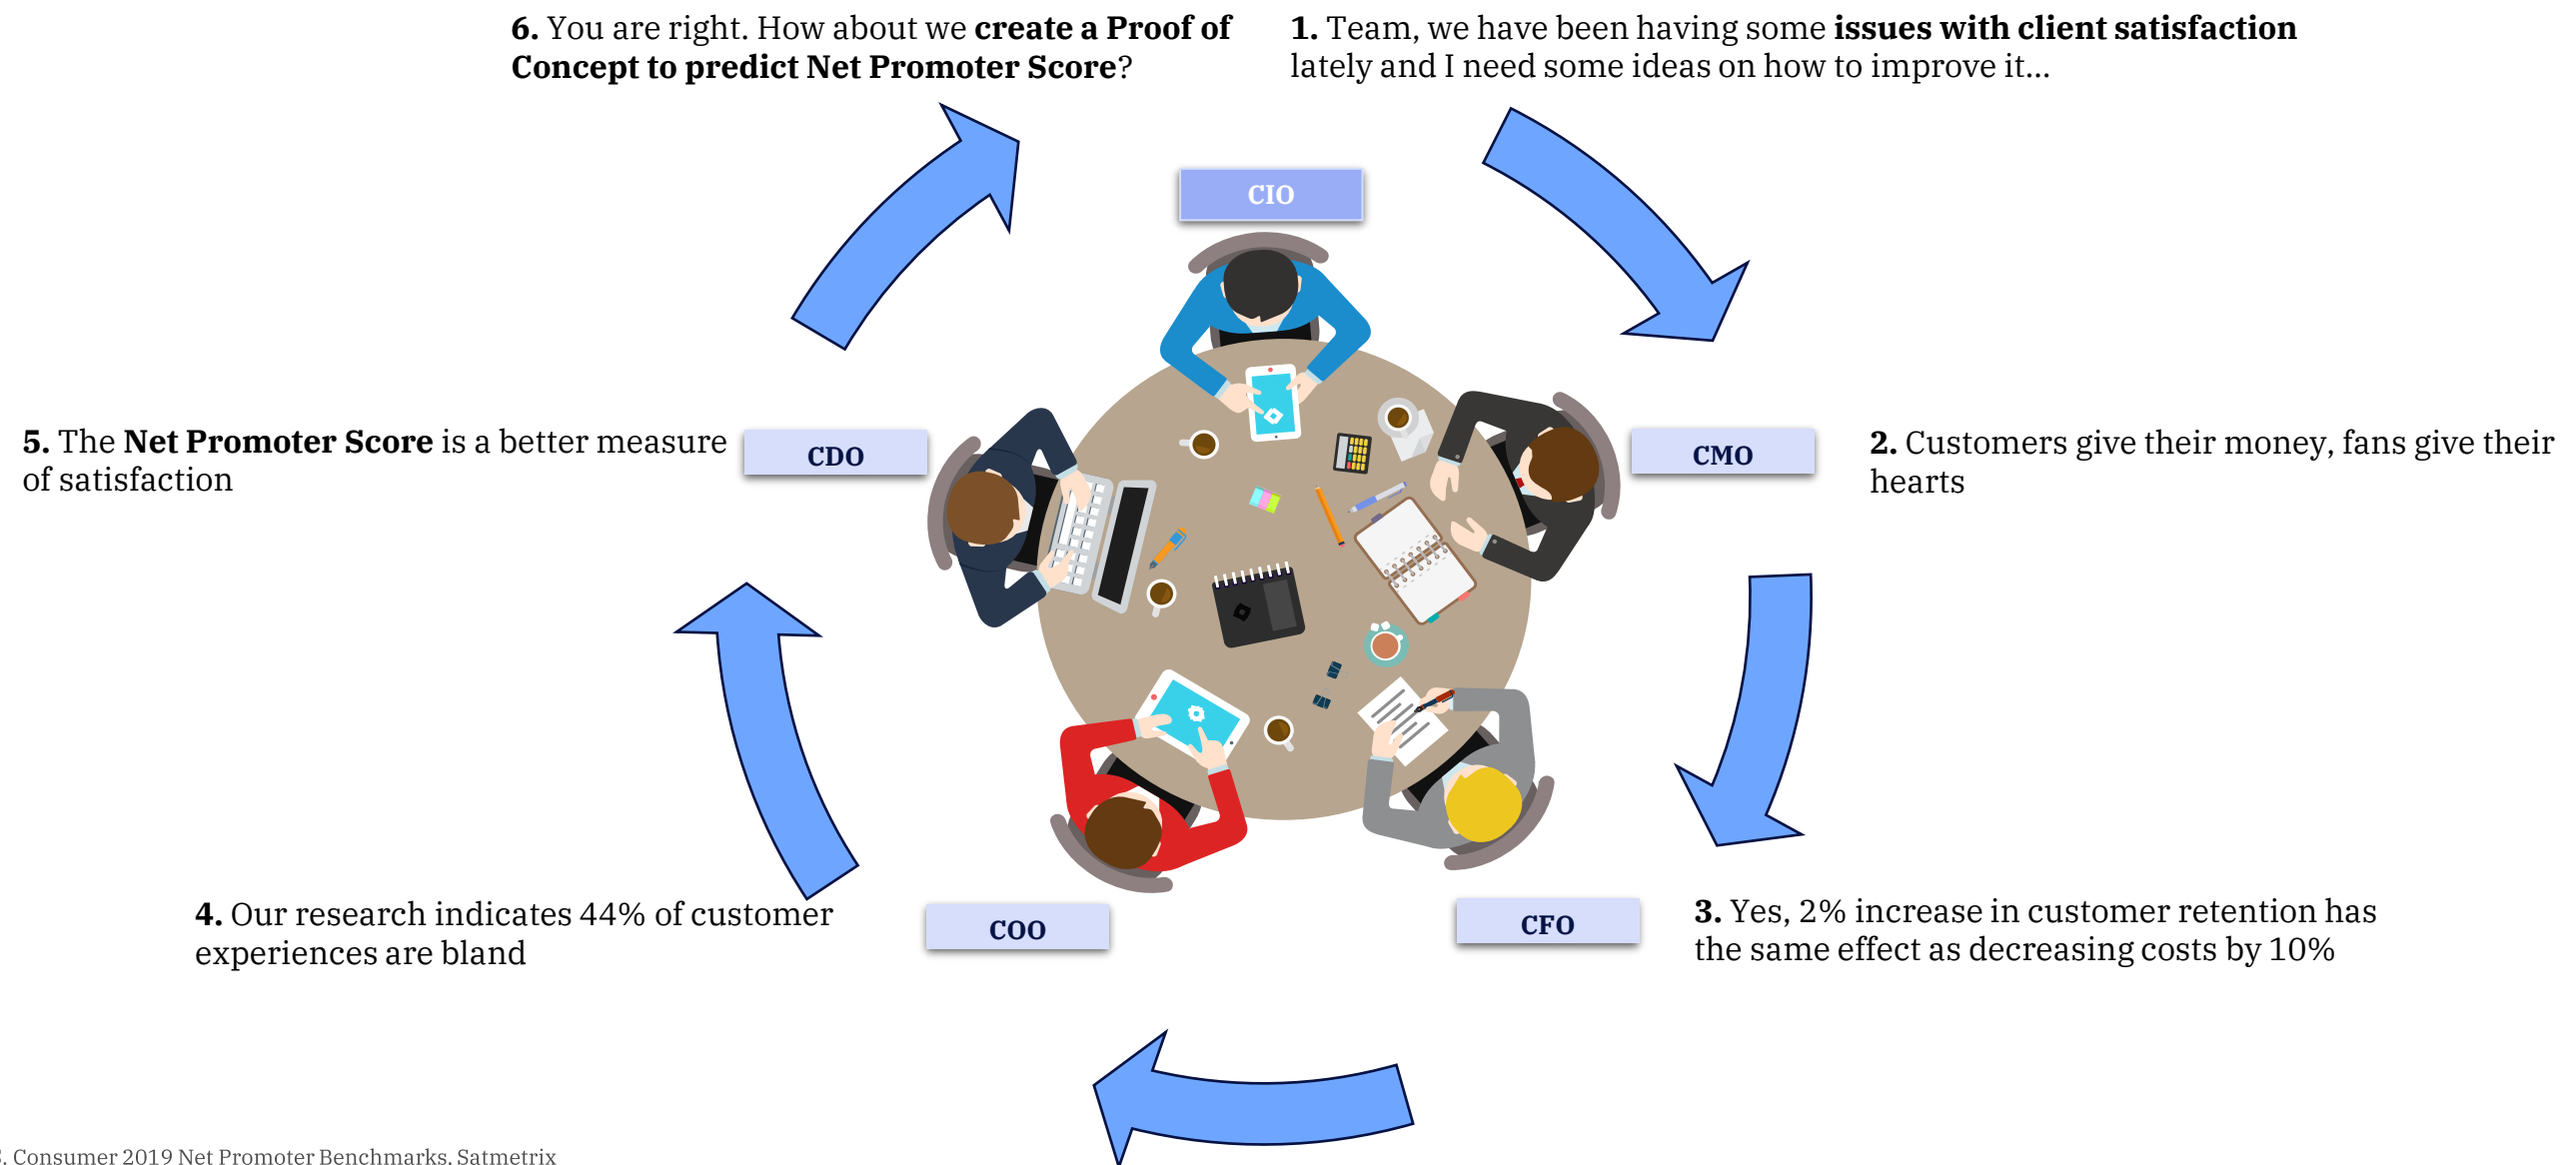 6. You are right. How about we create a Proof of
Concept to predict Net Promoter Score?
1. Team, we have been having some issues with client satisfaction
lately and I need some ideas on how to improve it...
CIO
5. The Net Promoter Score is a better measure
of satisfaction
CDO
CMO
2. Customers give their money, fans give their
hearts
4. Our research indicates 44% of customer
experiences are bland
COO
CFO
3. Yes, 2% increase in customer retention has
the same effect as decreasing costs by 10%
. Consumer 2019 Net Promoter Benchmarks. Satmetrix